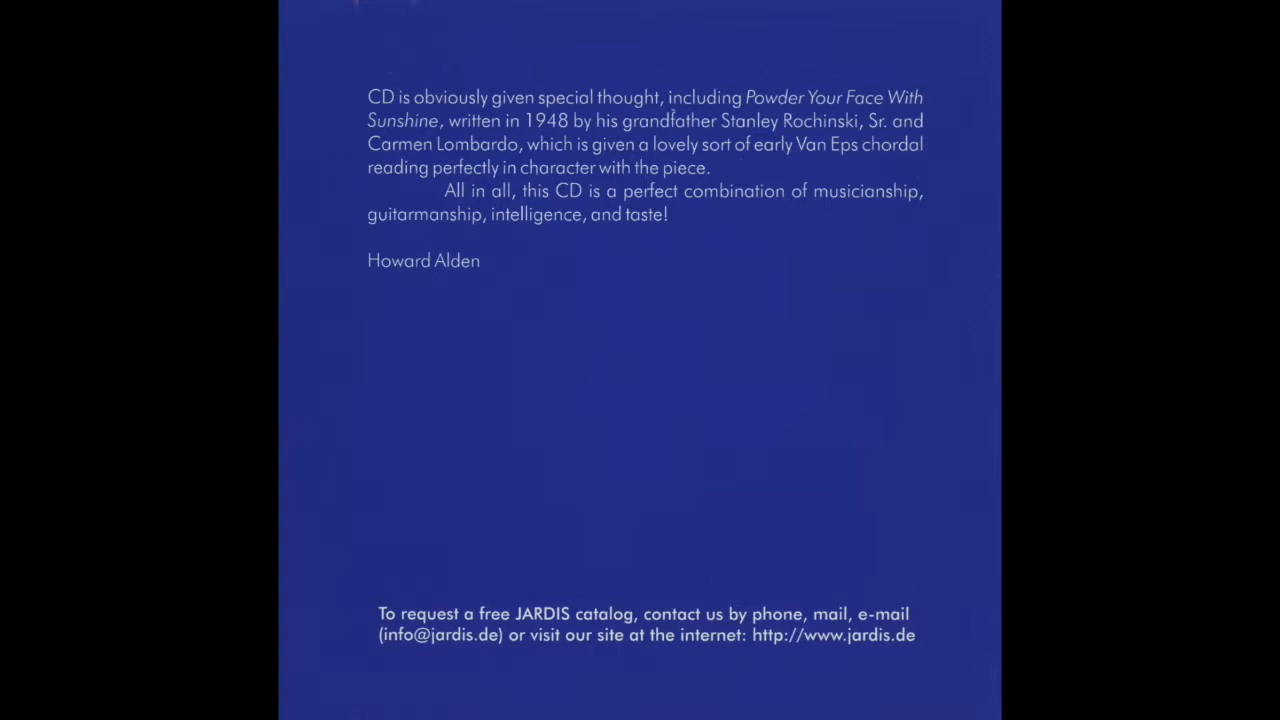 CD is obviously given special thought, including Powder Your Face With
Sunshine, written in 1948 by his grandfather Stanley Rochinski, Sr. and
Carmen Lombardo, which is given a lovely sort of early Van Eps chordal
reading perfectly in character with the piece.
All in all, this CD is a perfect combination of musicianship,
guitarmanship, intelligence, and taste!
Howard Alden
To request a free JARDIS catalog, contact us by phone, mail, e-mail
(info@jardis.de) or visit our site at the internet: http://www.jardis.de